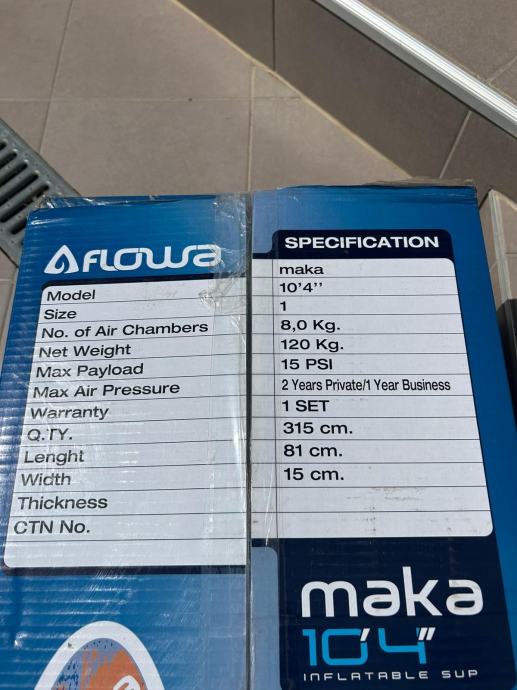 FLOWA
SPECIFICATION
Model maka
Size 10'4''
No. of Air Chambers 1
Net Weight 8,0 Kg.
Max Payload 120 Kg.
Max Air Pressure 15 PSI
Warranty 2 Years Private/1 Year Business
Q.TY. 1 SET
Lenght 315 cm.
Width 81 cm.
Thickness 15 cm.
CTN No.
maka
10'4"
INFLATABLE SUP